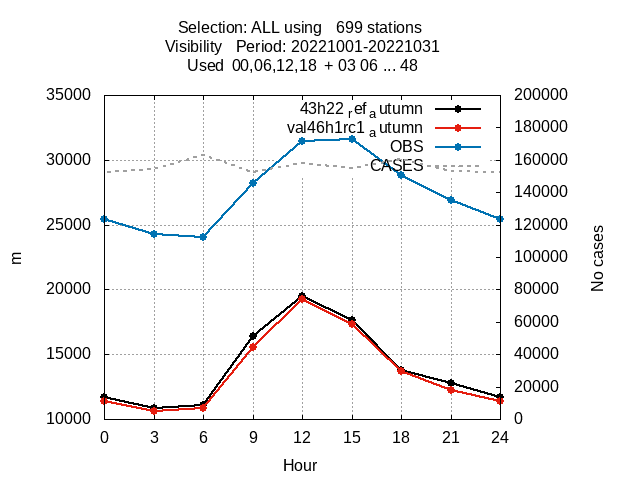 Selection: ALL using 699 stations
Visibility Period: 20221001-20221031
Used 00,06,12,18 + 03 06 ... 48
35000
30000
25000
20000
15000
10000
m
200000
180000
160000
140000
120000
100000
80000
60000
40000
20000
0
No cases
43h22 ref a utumn
val46h1rc1 a utumn
OBS
CASES
0 3 6 9 12 15 18 21 24
Hour